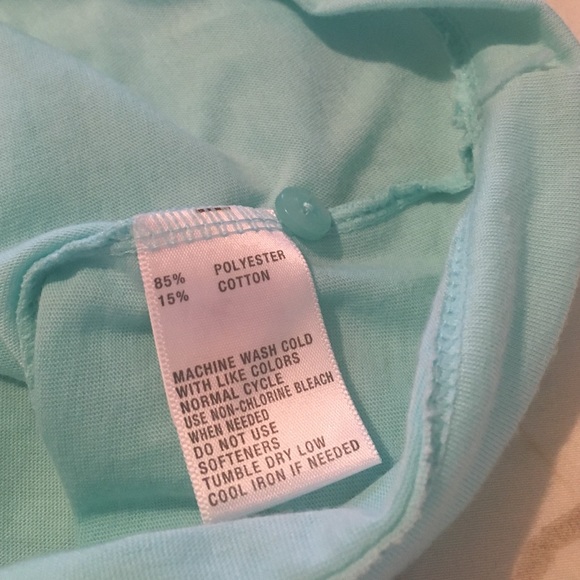 85% POLYESTER
15% COTTON
MACHINE WASH COLD
WITH LIKE COLORS
NORMAL CYCLE
USE NON-CHLORINE BLEACH
WHEN NEEDED
DO NOT USE
SOFTENERS
TUMBLE DRY LOW
COOL IRON IF NEEDED